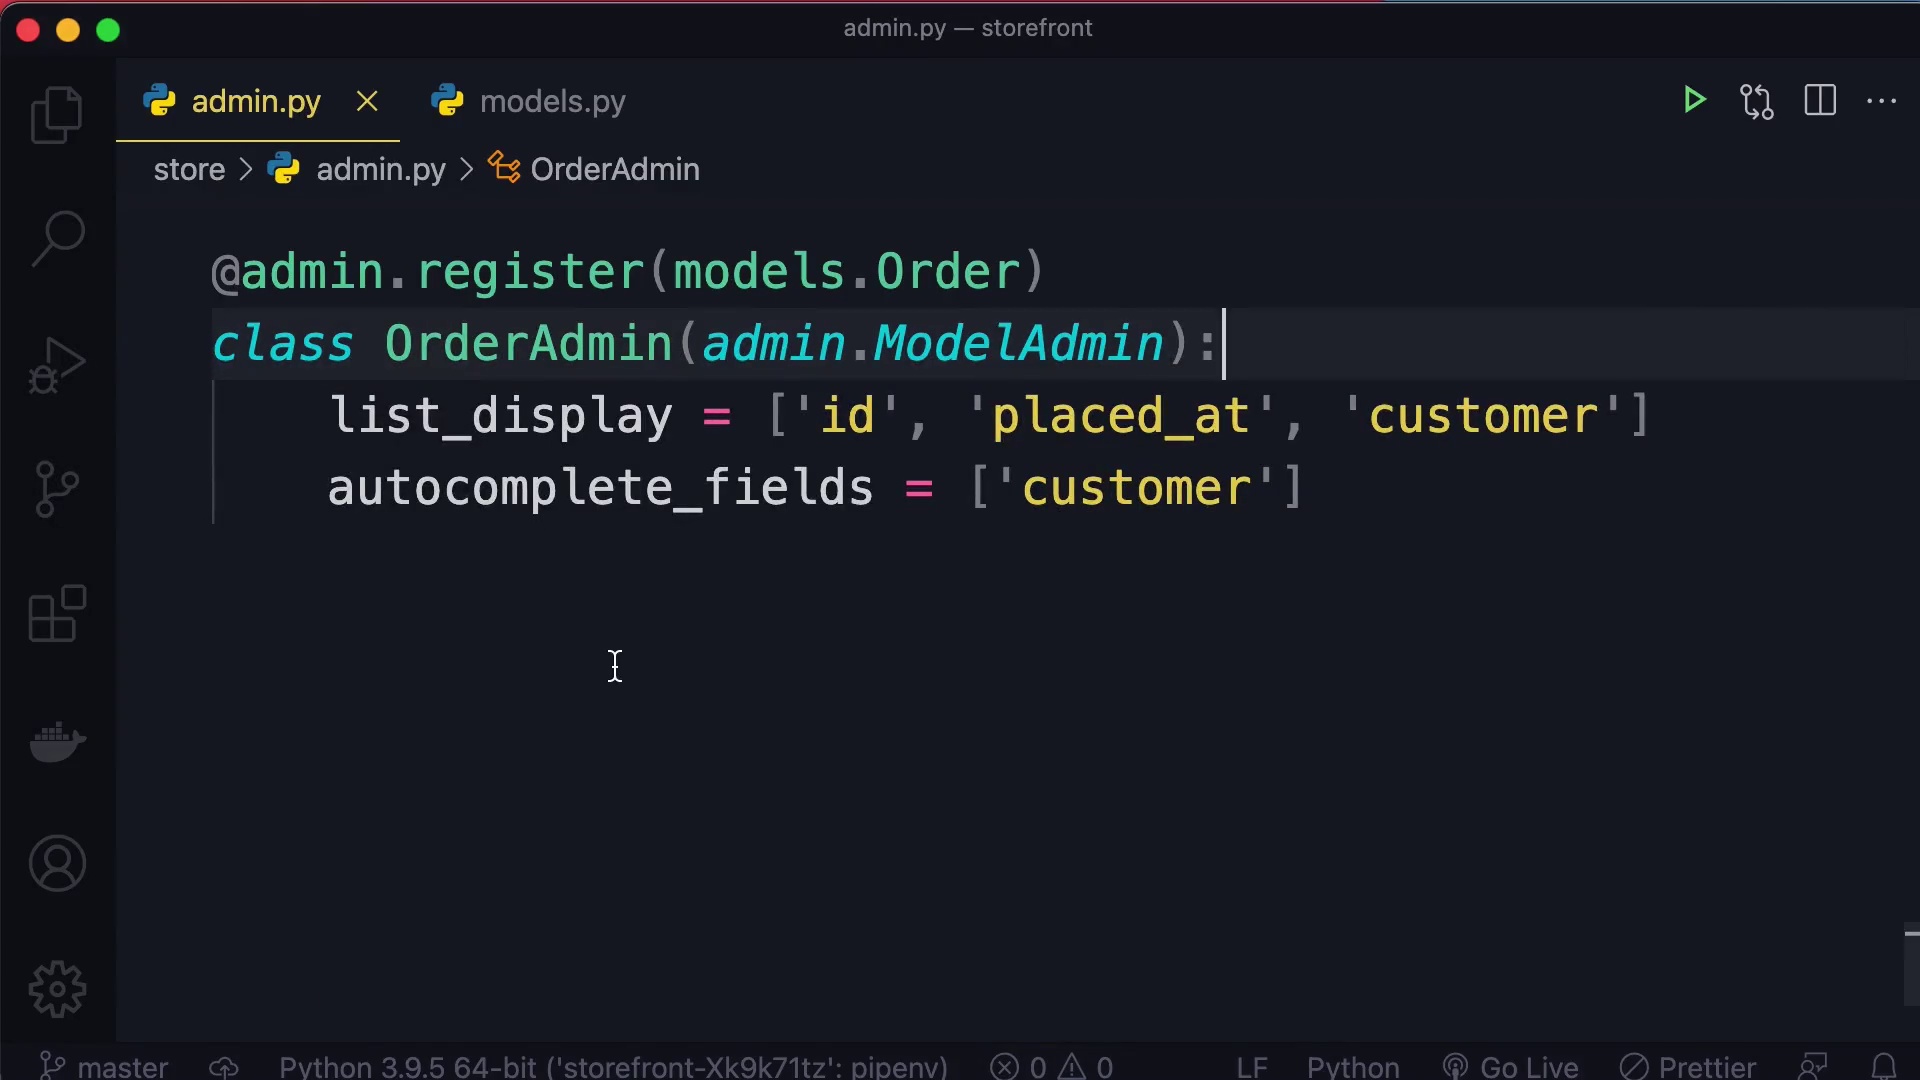 admin.py — storefront
admin.py
models.py
store > admin.py > OrderAdmin
@admin.register(models.Order)
class OrderAdmin(admin.ModelAdmin):
    list_display = ['id', 'placed_at', 'customer']
    autocomplete_fields = ['customer']
master Python 3.9.5 64-bit ('storefront-Xk9k71tz': pipenv) 0 0 LF Python Go Live Prettier